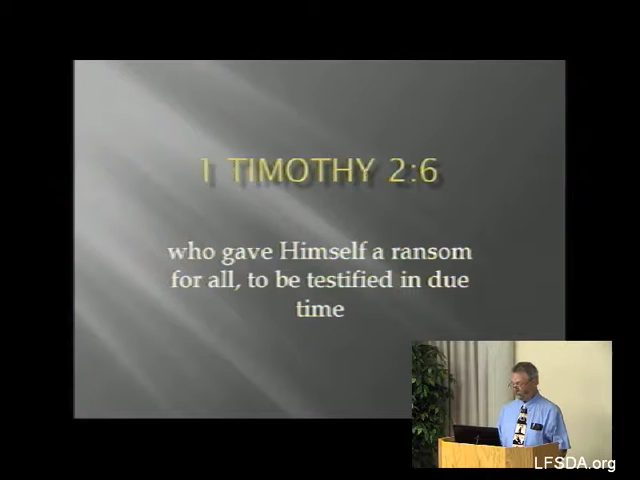 1 TIMOTHY 2:6
who gave Himself a ransom
for all, to be testified in due
time
LFSDA.org